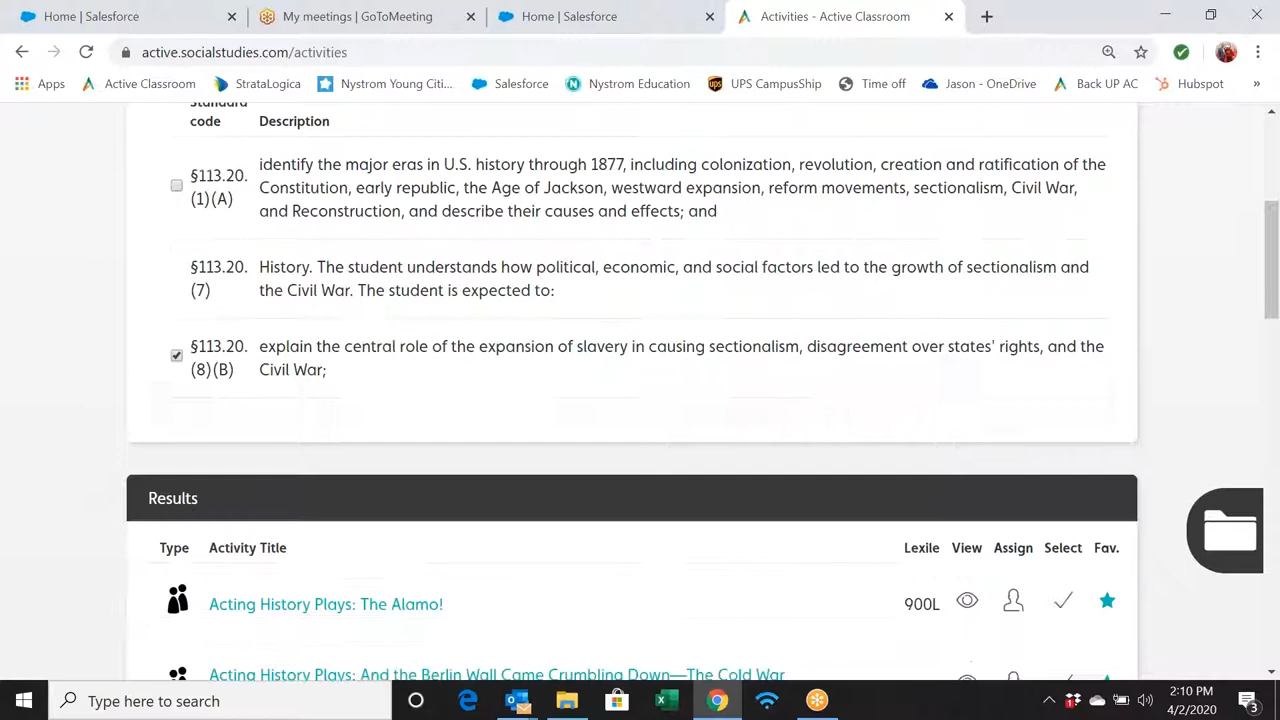 Home | Salesforce
My meetings | GoToMeeting
Home | Salesforce
Activities - Active Classroom
active.socialstudies.com/activities
Apps
Active Classroom
StrataLogica
Nystrom Young Citi...
Salesforce
Nystrom Education
UPS CampusShip
Time off
Jason - OneDrive
Back UP AC
Hubspot
»
Standard
code
Description
§113.20.
(1)(A)
identify the major eras in U.S. history through 1877, including colonization, revolution, creation and ratification of the
Constitution, early republic, the Age of Jackson, westward expansion, reform movements, sectionalism, Civil War,
and Reconstruction, and describe their causes and effects; and
§113.20.
(7)
History. The student understands how political, economic, and social factors led to the growth of sectionalism and
the Civil War. The student is expected to:
§113.20.
(8)(B)
explain the central role of the expansion of slavery in causing sectionalism, disagreement over states' rights, and the
Civil War;
Results
Type Activity Title Lexile View Assign Select Fav.
Acting History Plays: The Alamo! 900L
Acting History Plays: And the Berlin Wall Came Crumbling Down—The Cold War
Type here to search
2:10 PM
4/2/2020
3